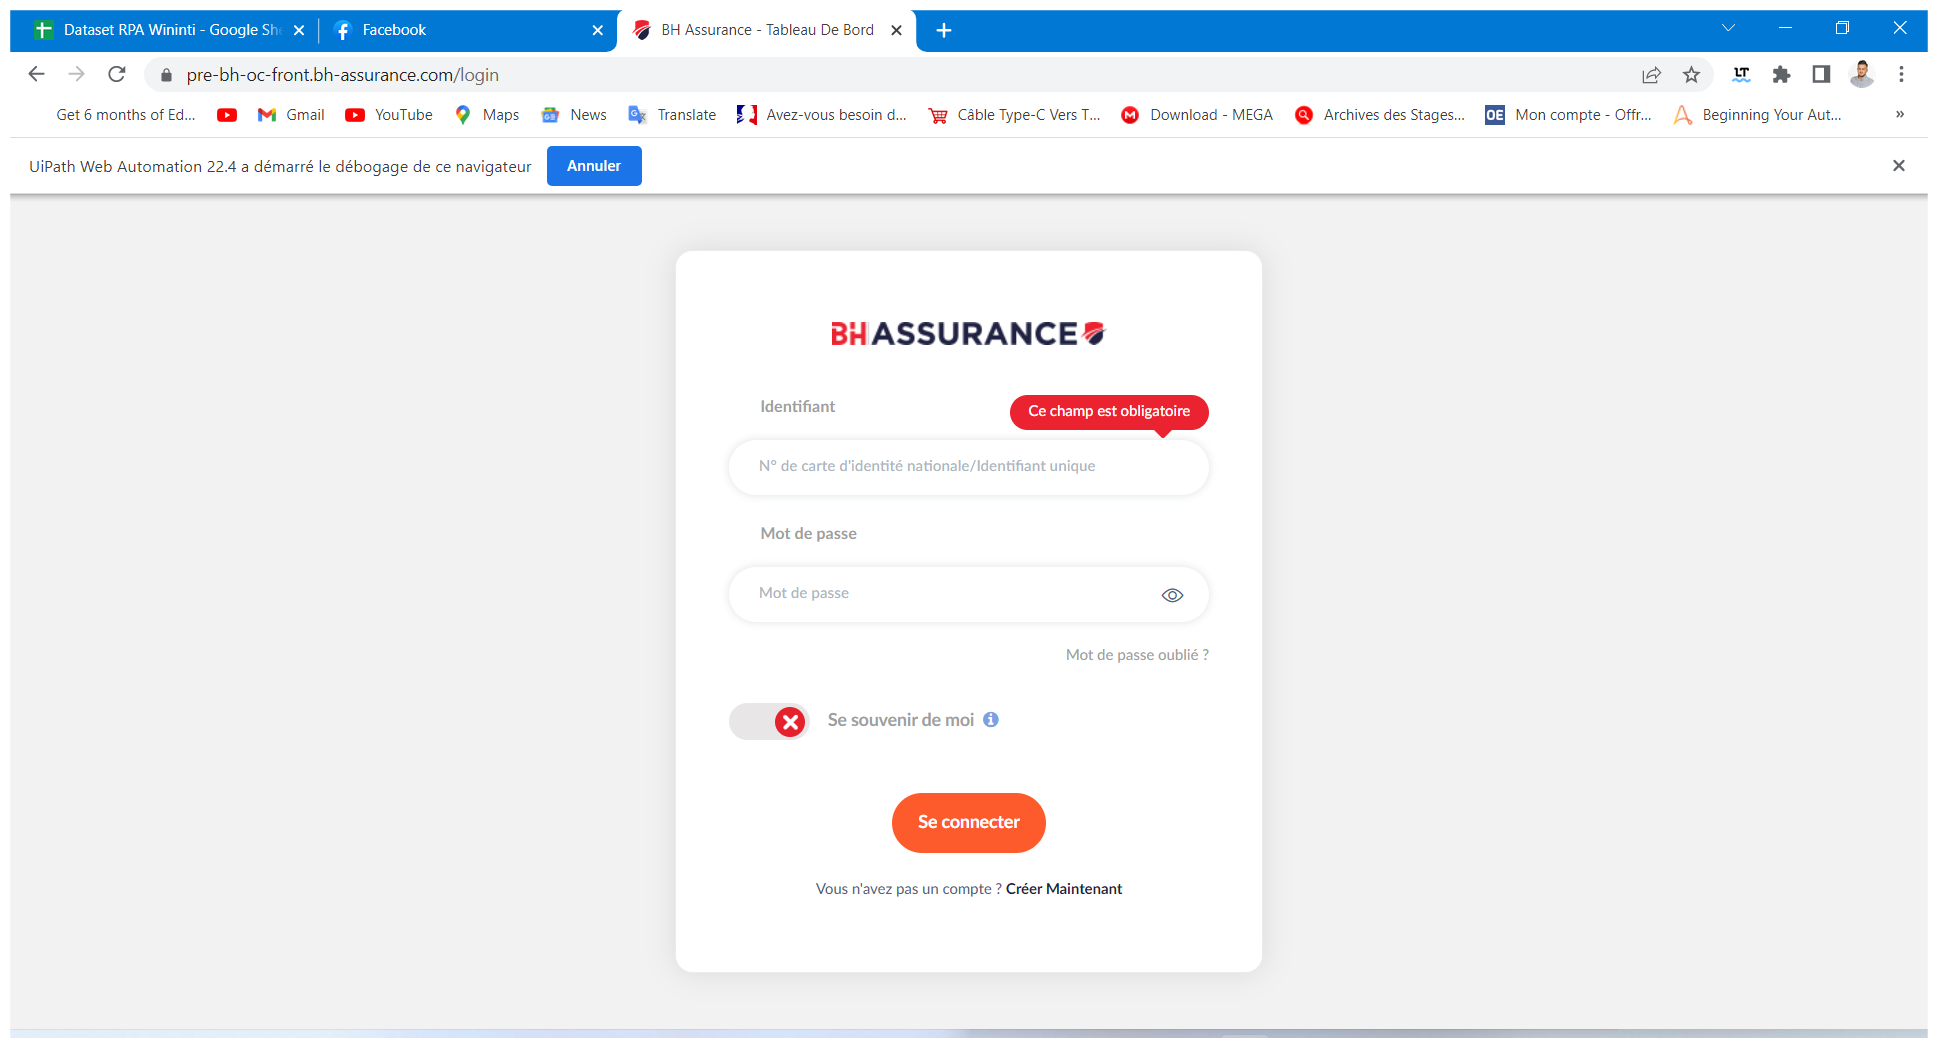 Dataset RPA Wininti - Google She
Facebook
BH Assurance - Tableau De Bord
pre-bh-oc-front.bh-assurance.com/login
LT
Get 6 months of Ed...
Gmail
YouTube
Maps
News
Translate
Avez-vous besoin d...
Câble Type-C Vers T...
Download - MEGA
Archives des Stages...
OE
Mon compte - Offr...
Beginning Your Aut...
»
UiPath Web Automation 22.4 a démarré le débogage de ce navigateur
Annuler
BH ASSURANCE
Identifiant
Ce champ est obligatoire
N° de carte d'identité nationale/Identifiant unique
Mot de passe
Mot de passe
Mot de passe oublié ?
Se souvenir de moi
Se connecter
Vous n'avez pas un compte ? Créer Maintenant